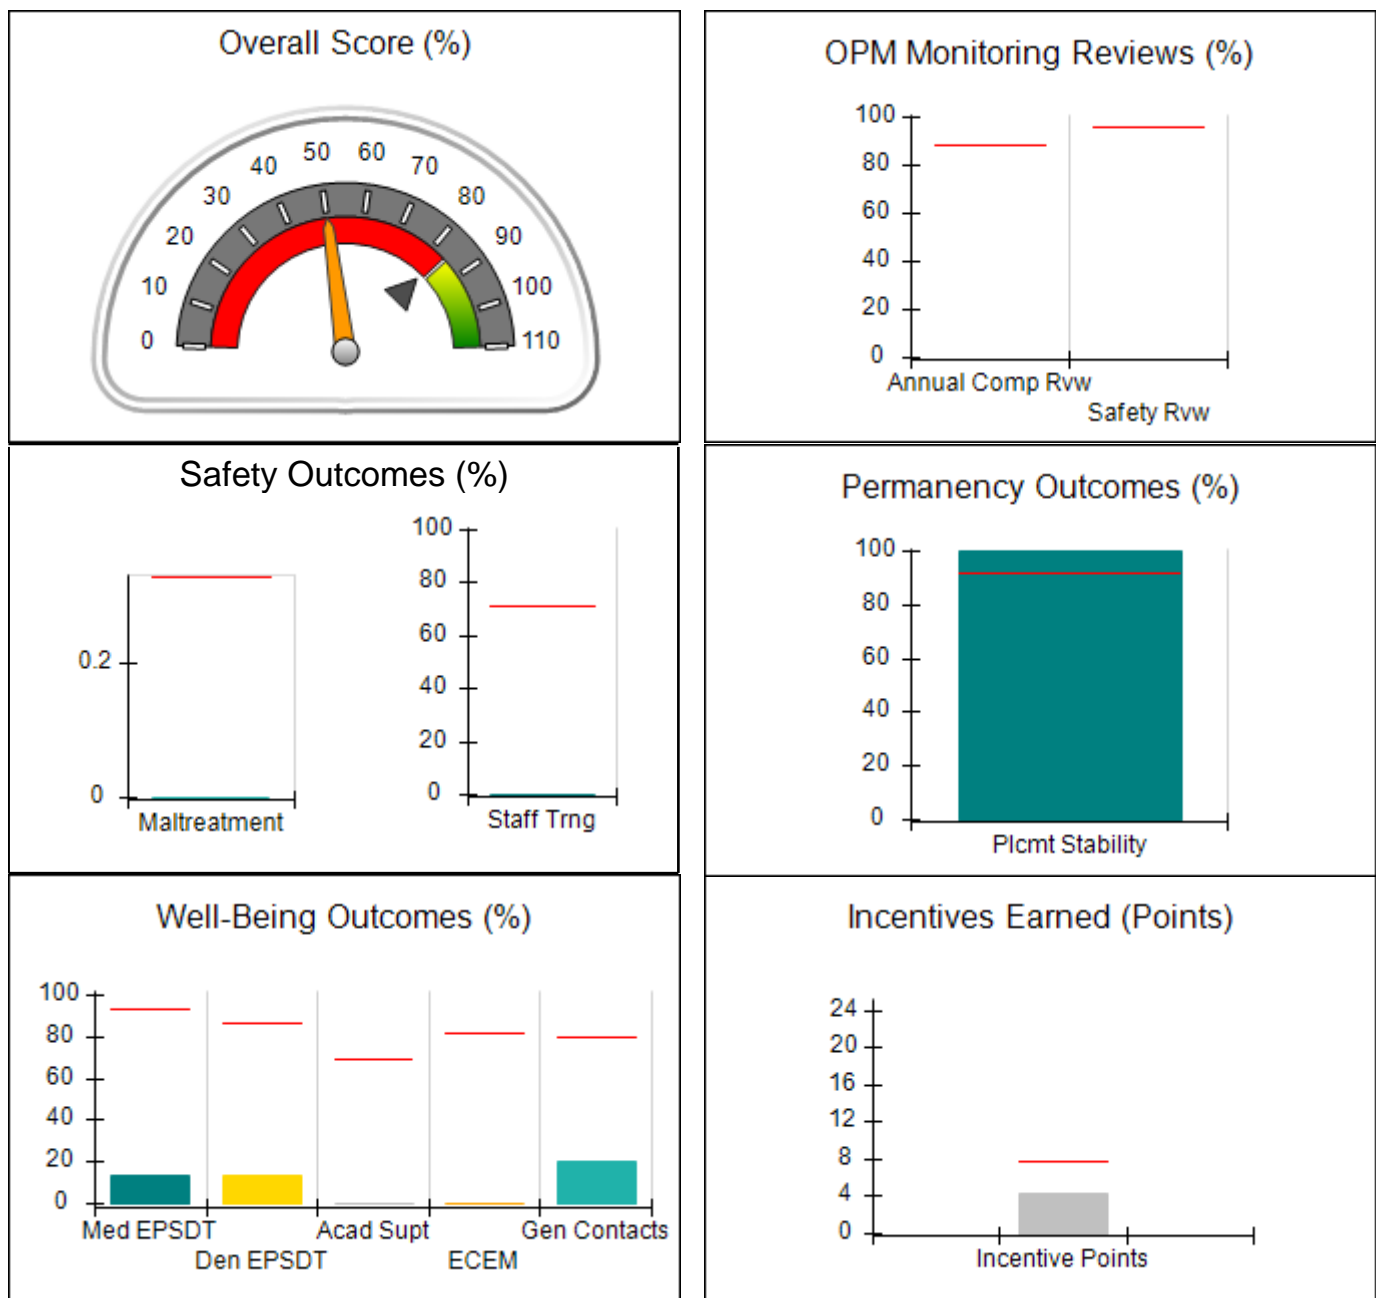 Overall Score (%)
0
10
20
30
40
50
60
70
80
90
100
110
OPM Monitoring Reviews (%)
100
80
60
40
20
0
Annual Comp Rvw
Safety Rvw
Safety Outcomes (%)
0.2
0
Maltreatment
100
80
60
40
20
0
Staff Trng
Permanency Outcomes (%)
100
80
60
40
20
0
Plcmt Stability
Well-Being Outcomes (%)
100
80
60
40
20
0
Med EPSDT
Den EPSDT
Acad Supt
ECEM
Gen Contacts
Incentives Earned (Points)
24
20
16
12
8
4
0
Incentive Points